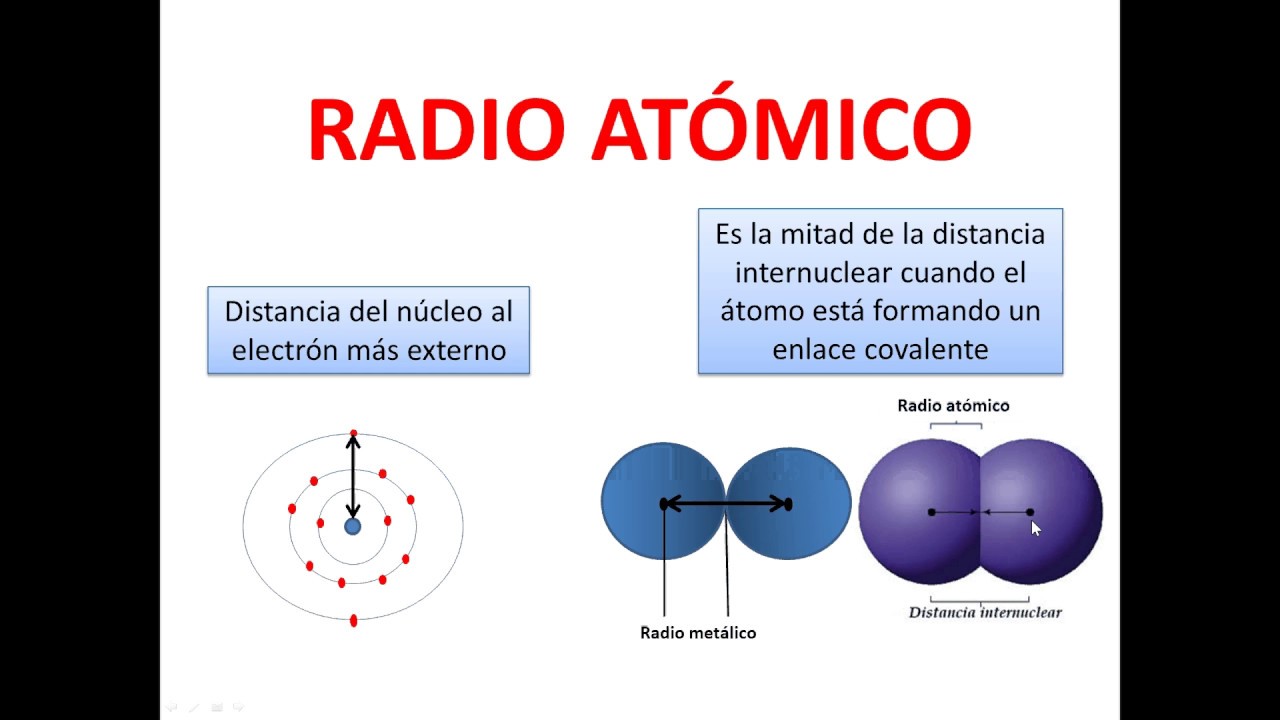 RADIO ATÓMICO
Distancia del núcleo al
electrón más externo
Es la mitad de la distancia
internuclear cuando el
átomo está formando un
enlace covalente
Radio atómico
Radio metálico
Distancia internuclear